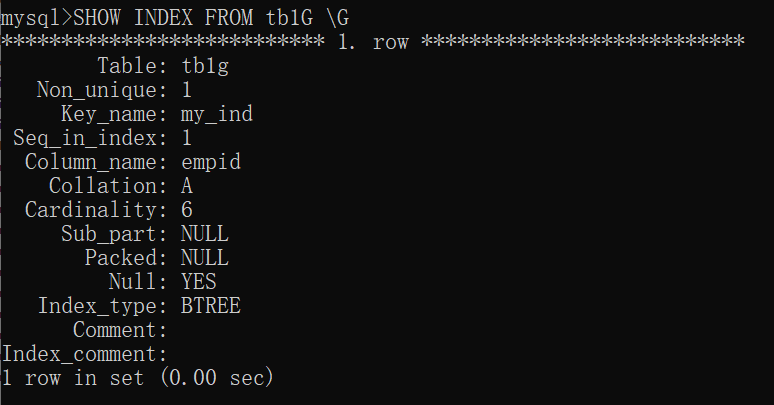 mysql>SHOW INDEX FROM tb1G \G
*************************** 1. row ***************************
Table: tb1g
Non_unique: 1
Key_name: my_ind
Seq_in_index: 1
Column_name: empid
Collation: A
Cardinality: 6
Sub_part: NULL
Packed: NULL
Null: YES
Index_type: BTREE
Comment:
Index_comment:
1 row in set (0.00 sec)